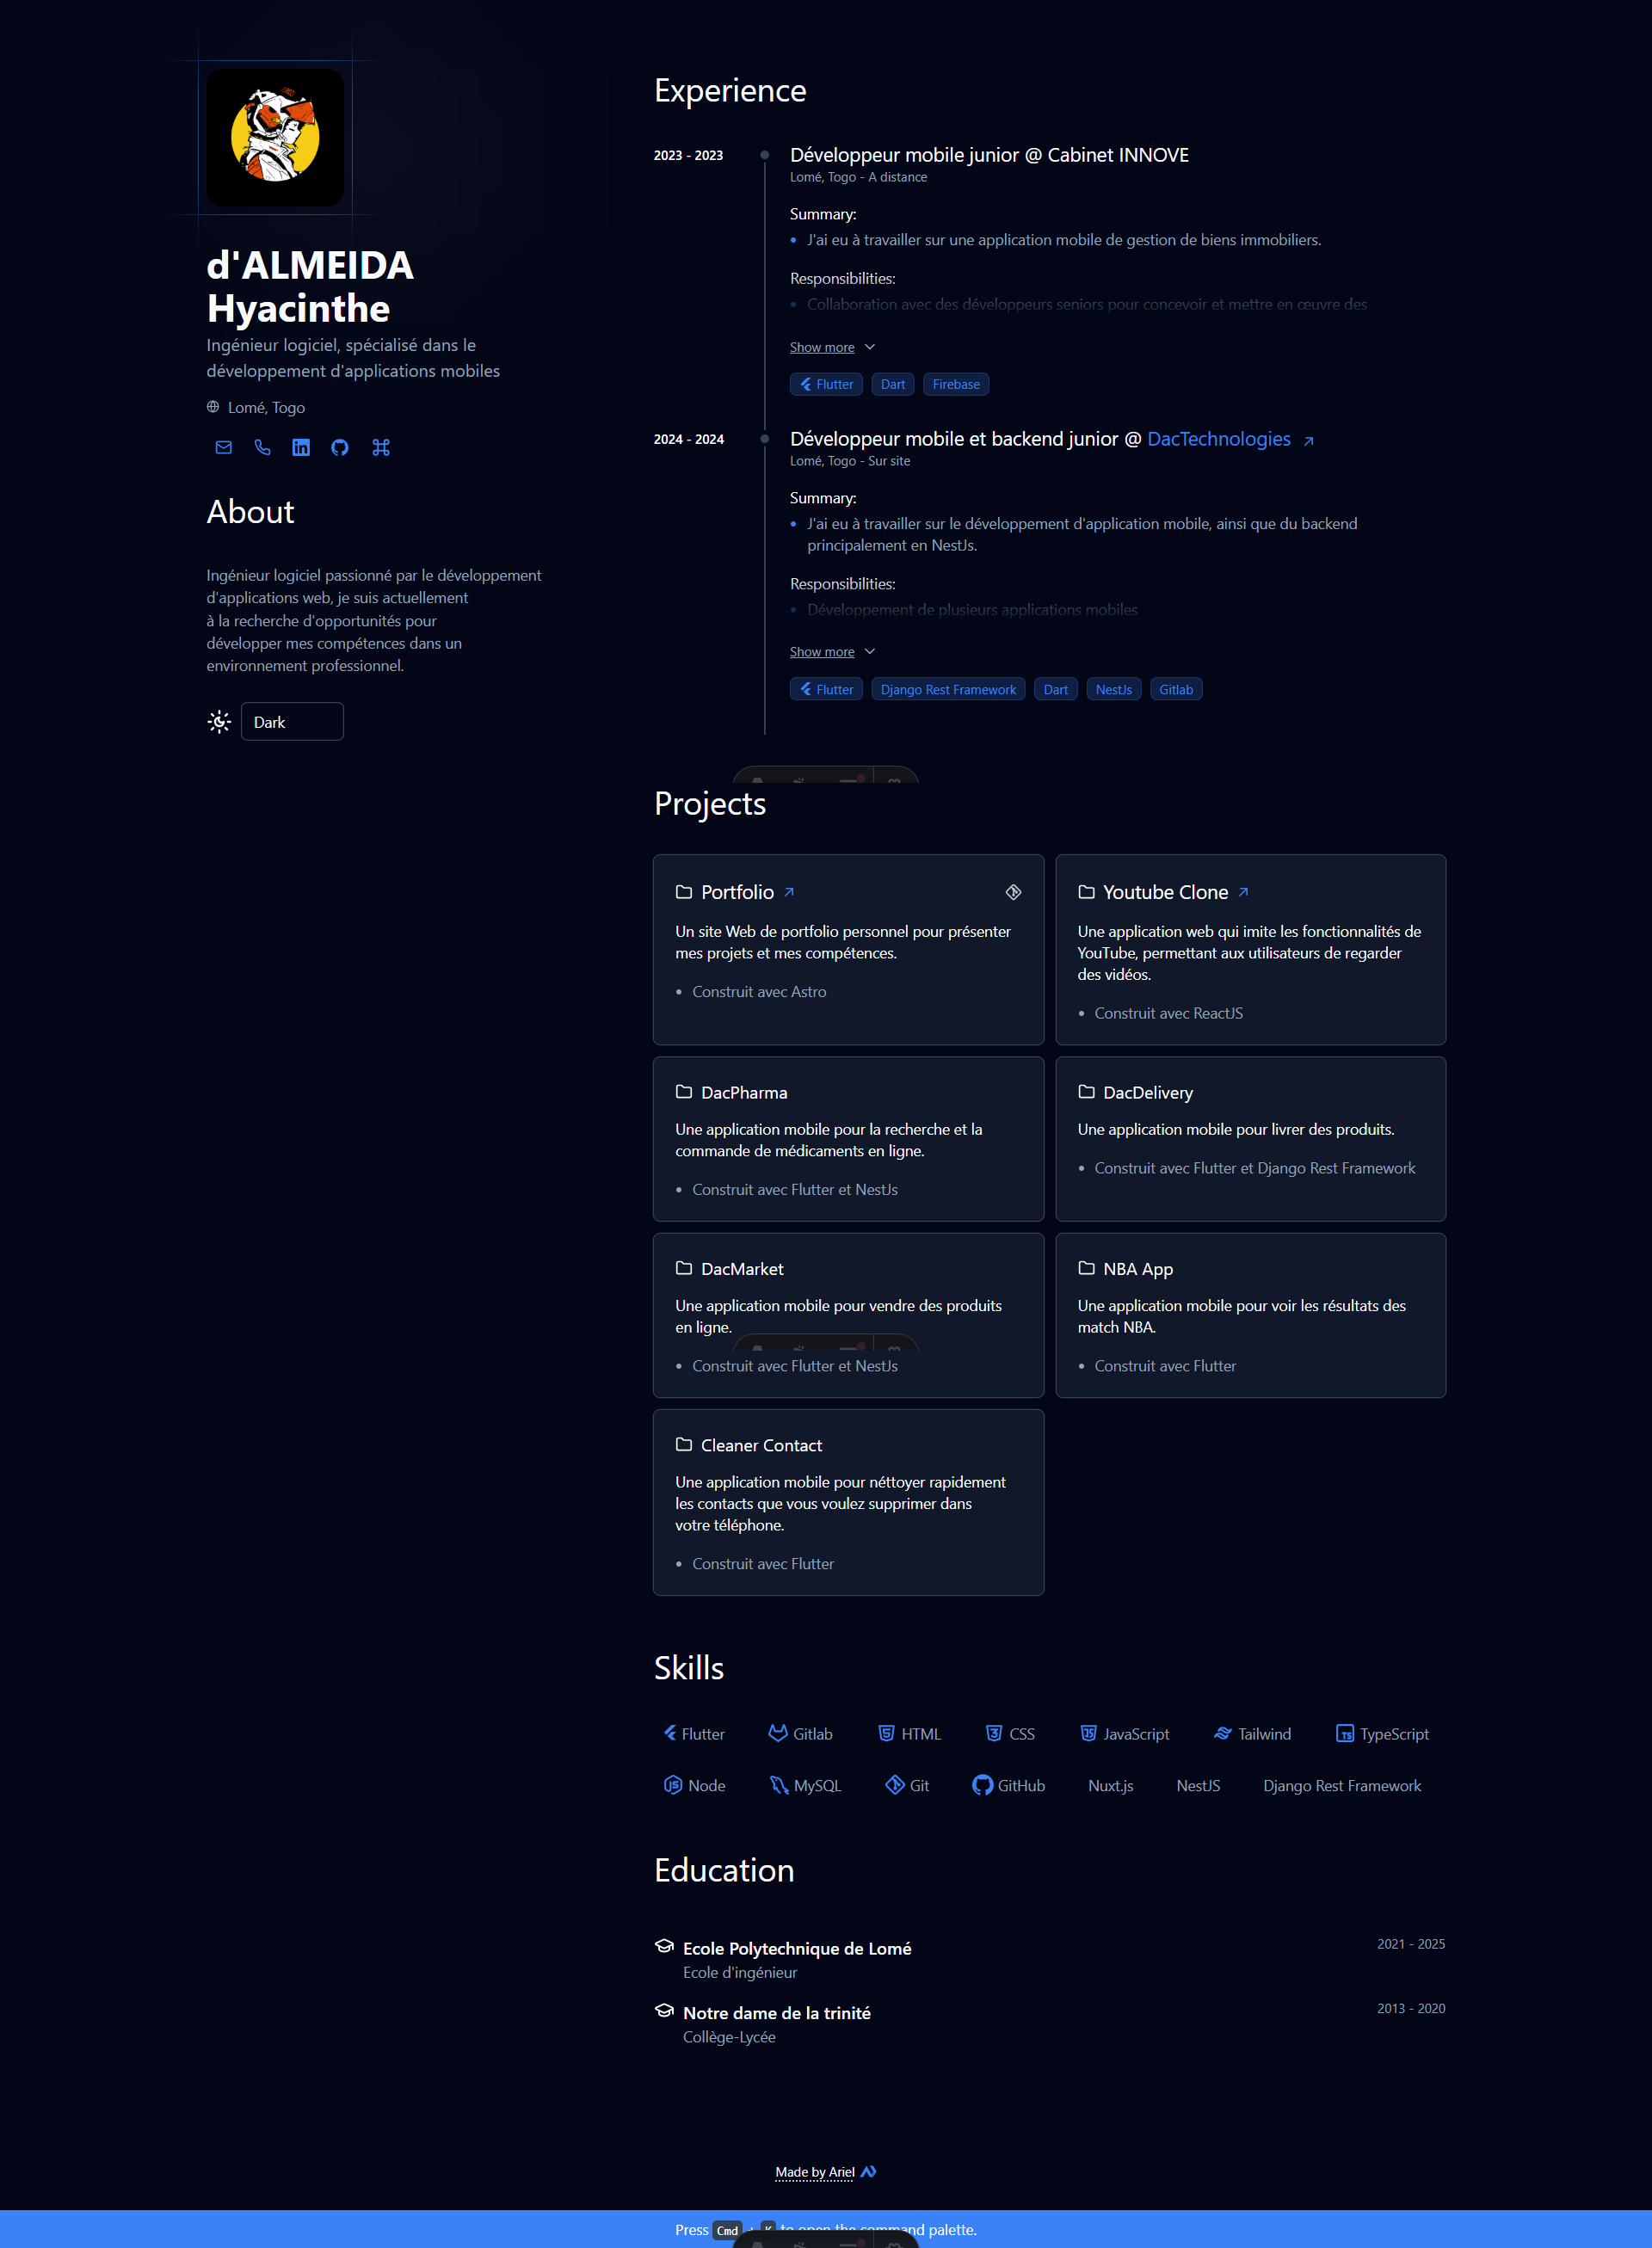 d'ALMEIDA
Hyacinthe
Ingénieur logiciel, spécialisé dans le
développement d'applications mobiles
Lomé, Togo
About
Ingénieur logiciel passionné par le développement
d'applications web, je suis actuellement
à la recherche d'opportunités pour
développer mes compétences dans un
environnement professionnel.
Dark
Experience
2023 - 2023
Développeur mobile junior @ Cabinet INNOVE
Lomé, Togo - A distance
Summary:
J'ai eu à travailler sur une application mobile de gestion de biens immobiliers.
Responsibilities:
Collaboration avec des développeurs seniors pour concevoir et mettre en œuvre des
Show more
Flutter Dart Firebase
2024 - 2024
Développeur mobile et backend junior @ DacTechnologies
Lomé, Togo - Sur site
Summary:
J'ai eu à travailler sur le développement d'application mobile, ainsi que du backend
principalement en NestJs.
Responsibilities:
Développement de plusieurs applications mobiles
Show more
Flutter Django Rest Framework Dart NestJs Gitlab
Projects
Portfolio
Un site Web de portfolio personnel pour présenter
mes projets et mes compétences.
Construit avec Astro
Youtube Clone
Une application web qui imite les fonctionnalités de
YouTube, permettant aux utilisateurs de regarder
des vidéos.
Construit avec ReactJS
DacPharma
Une application mobile pour la recherche et la
commande de médicaments en ligne.
Construit avec Flutter et NestJs
DacDelivery
Une application mobile pour livrer des produits.
Construit avec Flutter et Django Rest Framework
DacMarket
Une application mobile pour vendre des produits
en ligne.
Construit avec Flutter et NestJs
NBA App
Une application mobile pour voir les résultats des
match NBA.
Construit avec Flutter
Cleaner Contact
Une application mobile pour néttoyer rapidement
les contacts que vous voulez supprimer dans
votre téléphone.
Construit avec Flutter
Skills
Flutter Gitlab HTML CSS JavaScript Tailwind TypeScript
Node MySQL Git GitHub Nuxt.js NestJS Django Rest Framework
Education
Ecole Polytechnique de Lomé
2021 - 2025
Ecole d'ingénieur
Notre dame de la trinité
2013 - 2020
Collège-Lycée
Made by Ariel
Press Cmd + K to open the command palette.